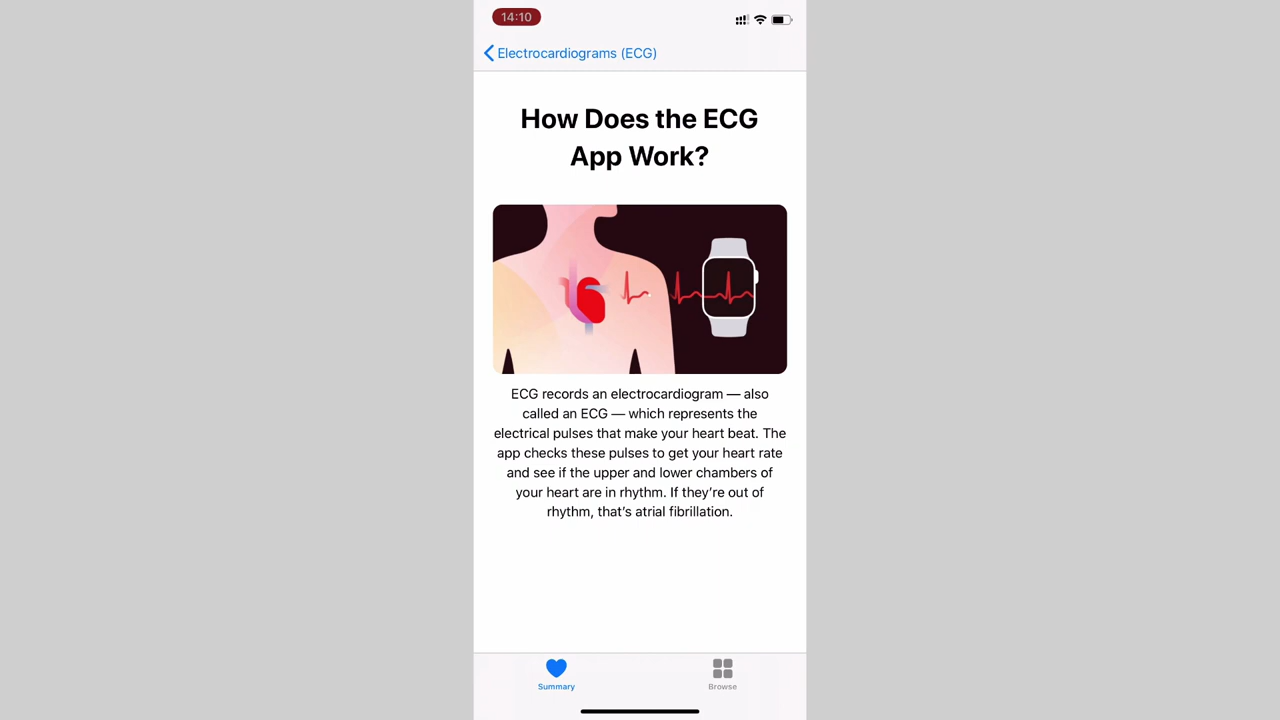 14:10
Electrocardiograms (ECG)
How Does the ECG
App Work?
ECG records an electrocardiogram — also
called an ECG — which represents the
electrical pulses that make your heart beat. The
app checks these pulses to get your heart rate
and see if the upper and lower chambers of
your heart are in rhythm. If they’re out of
rhythm, that’s atrial fibrillation.
Summary
Browse